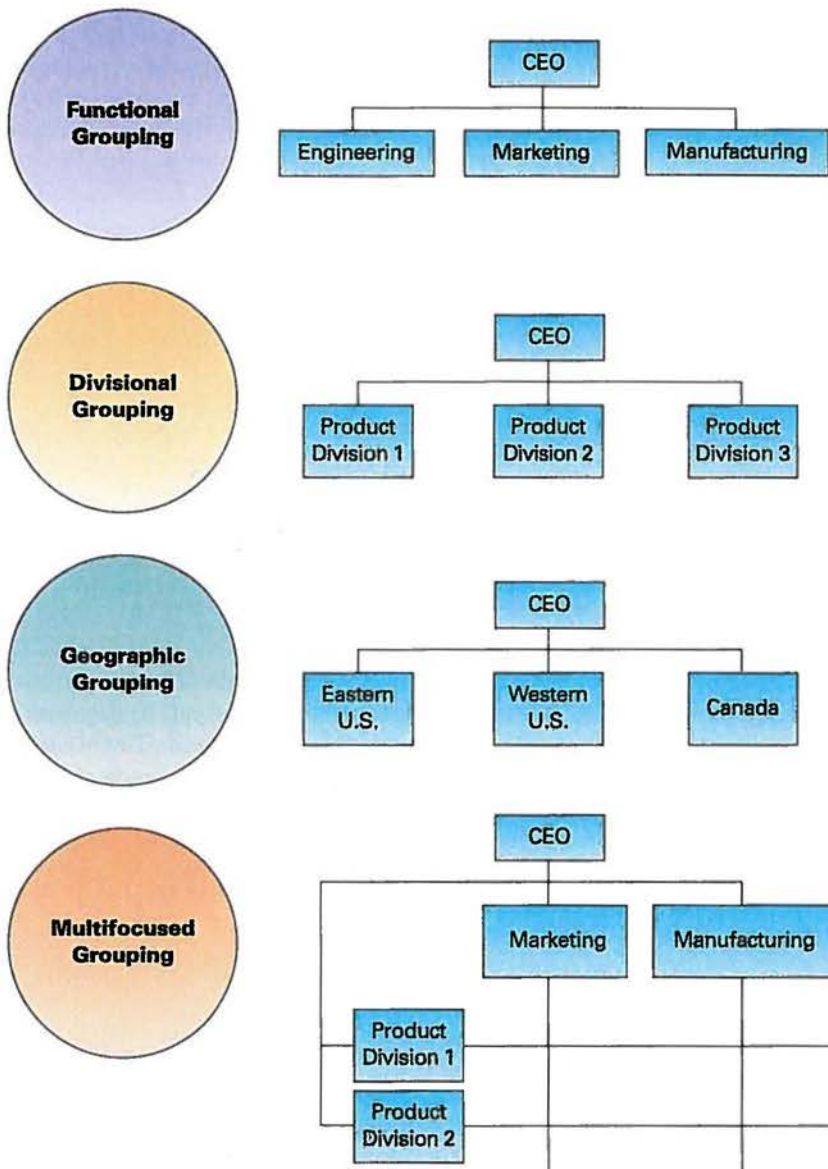 Functional
Grouping
CEO
Engineering Marketing Manufacturing
Divisional
Grouping
CEO
Product
Division 1
Product
Division 2
Product
Division 3
Geographic
Grouping
CEO
Eastern
U.S.
Western
U.S.
Canada
Multifocused
Grouping
CEO
Marketing Manufacturing
Product
Division 1
Product
Division 2